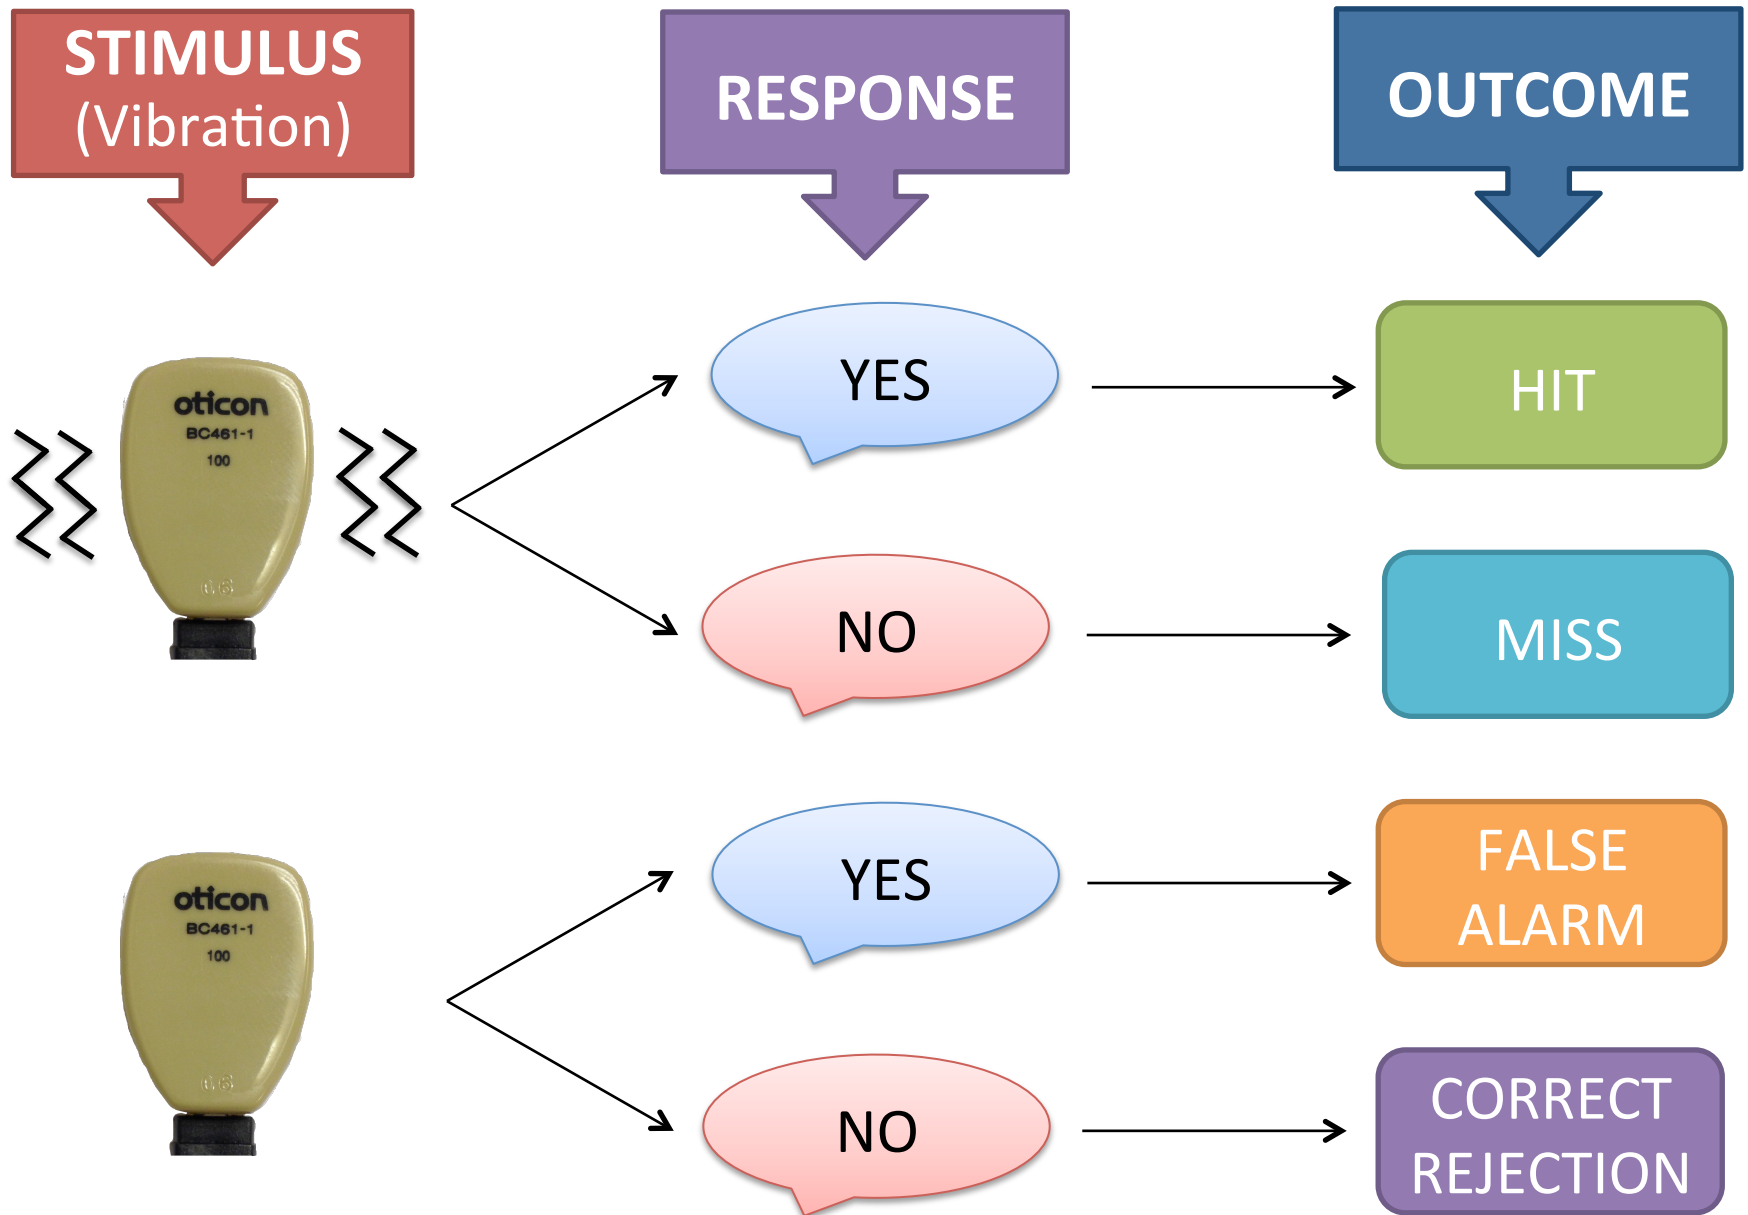 STIMULUS
(Vibration)
RESPONSE
OUTCOME
oticon
BC461-1
100
YES
HIT
NO
MISS
oticon
BC461-1
100
YES
FALSE
ALARM
NO
CORRECT
REJECTION